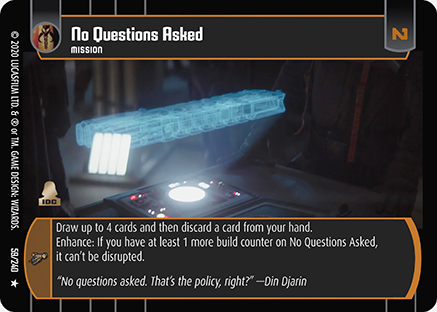 No Questions Asked
MISSION
N
© 2020 LUCASFILM LTD. & ® or TM. GAME DESIGN: WIZARDS.
IDC
58/240
Draw up to 4 cards and then discard a card from your hand.
Enhance: If you have at least 1 more build counter on No Questions Asked,
it can't be disrupted.
"No questions asked. That's the policy, right?" —Din Djarin